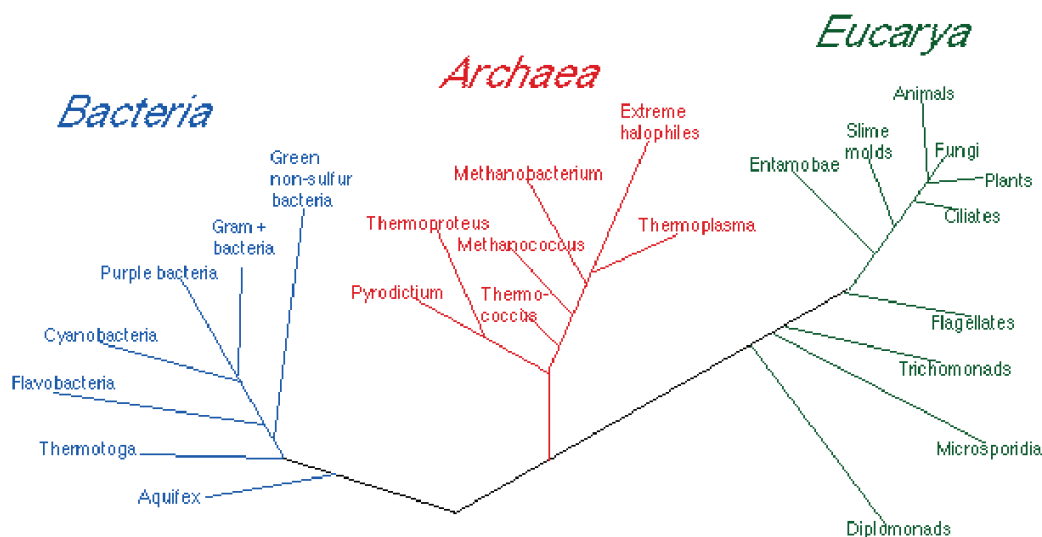 Eucarya
Archaea
Bacteria
Animals
Extreme
halophiles
Slime
molds
Fungi
Green
non-sulfur
bacteria
Entamobae
Methanobacterium
Plants
Ciliates
Thermoproteus
Thermoplasma
Gram +
bacteria
Methanococcus
Purple bacteria
Pyrodictium
Thermo-
coccus
Flagellates
Cyanobacteria
Trichomonads
Flavobacteria
Thermotoga
Microsporidia
Aquifex
Diplomonads